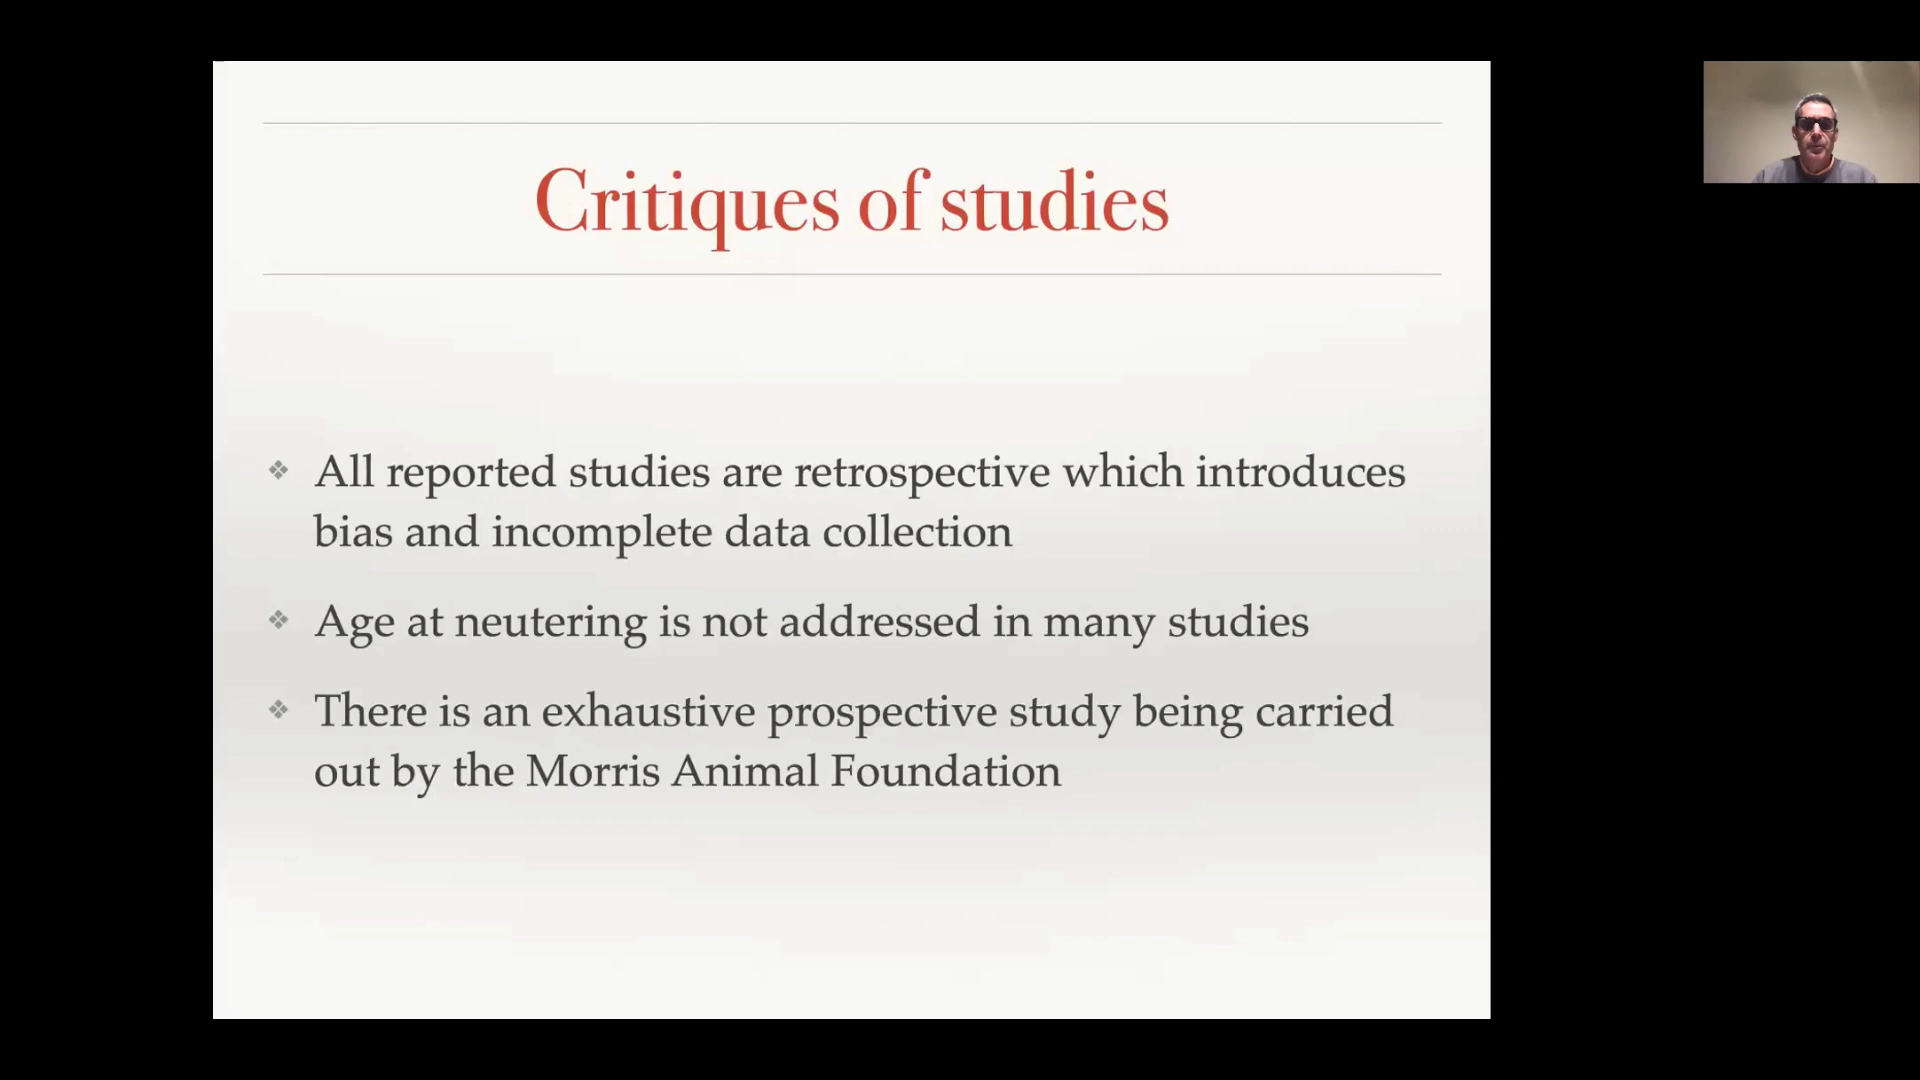 Critiques of studies
All reported studies are retrospective which introduces
bias and incomplete data collection
Age at neutering is not addressed in many studies
There is an exhaustive prospective study being carried
out by the Morris Animal Foundation